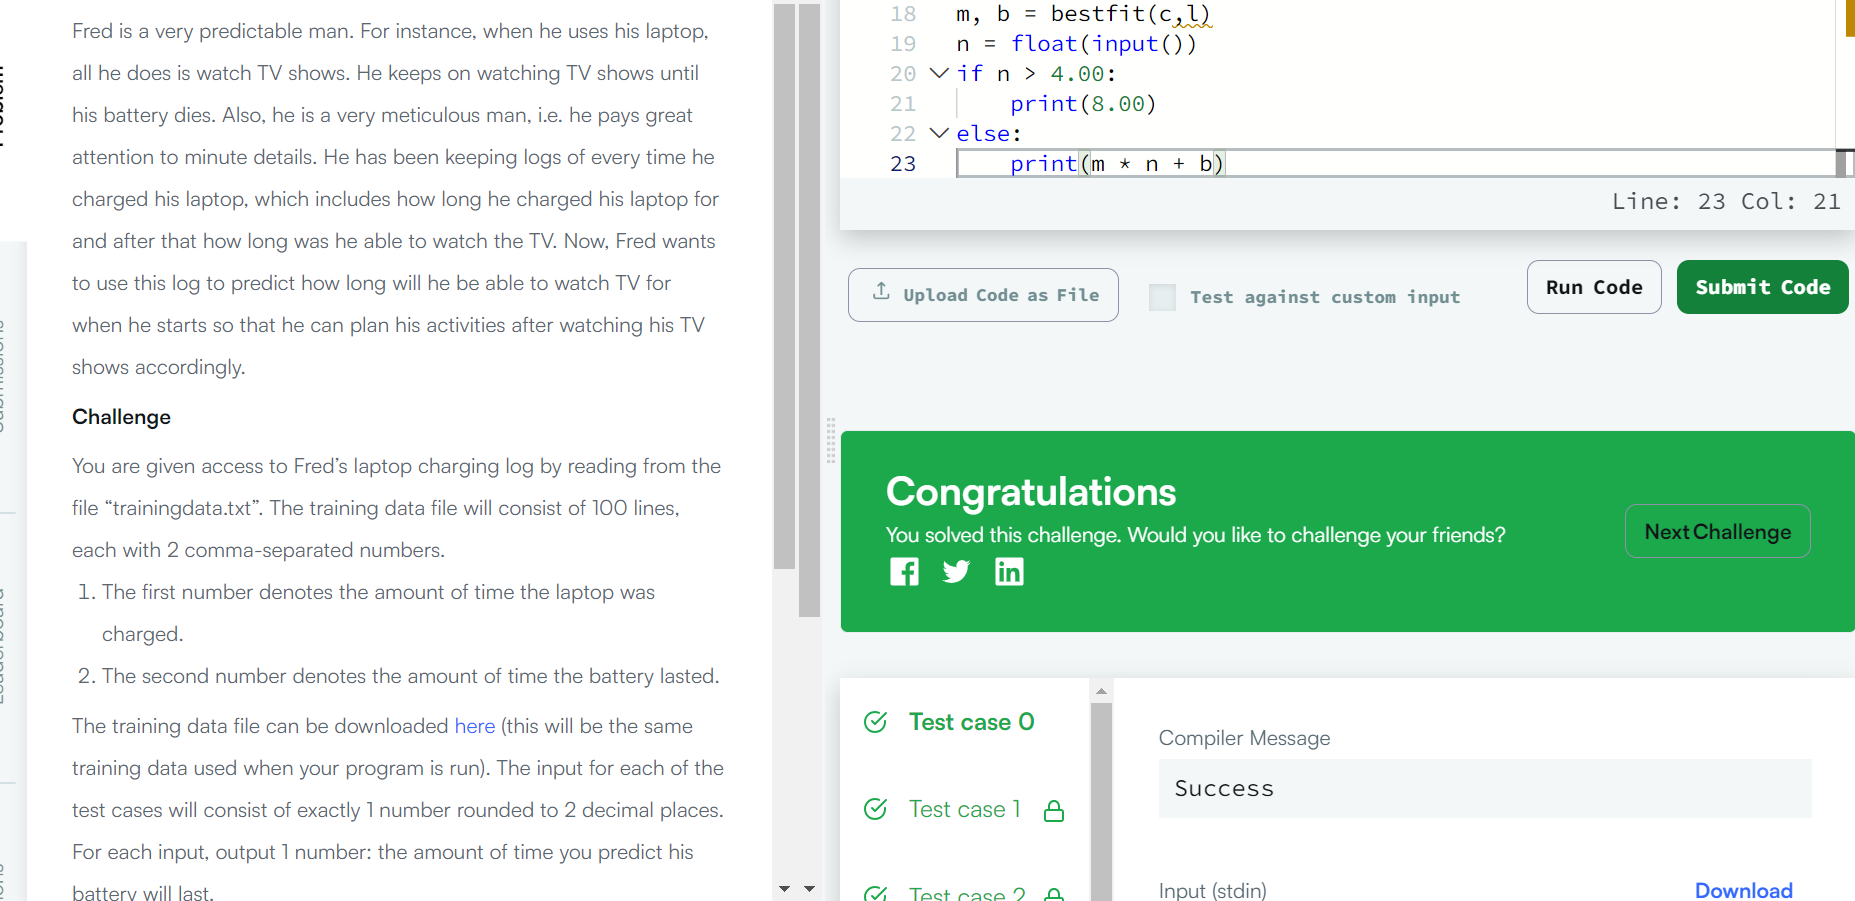 Fred is a very predictable man. For instance, when he uses his laptop,
all he does is watch TV shows. He keeps on watching TV shows until
his battery dies. Also, he is a very meticulous man, i.e. he pays great
attention to minute details. He has been keeping logs of every time he
charged his laptop, which includes how long he charged his laptop for
and after that how long was he able to watch the TV. Now, Fred wants
to use this log to predict how long will he be able to watch TV for
when he starts so that he can plan his activities after watching his TV
shows accordingly.
Challenge
You are given access to Fred’s laptop charging log by reading from the
file “trainingdata.txt”. The training data file will consist of 100 lines,
each with 2 comma-separated numbers.
1. The first number denotes the amount of time the laptop was
charged.
2. The second number denotes the amount of time the battery lasted.
The training data file can be downloaded here (this will be the same
training data used when your program is run). The input for each of the
test cases will consist of exactly 1 number rounded to 2 decimal places.
For each input, output 1 number: the amount of time you predict his
battery will last.
18 m, b = bestfit(c,l)
19 n = float(input())
20 if n > 4.00:
21 print(8.00)
22 else:
23 print(m * n + b)
Line: 23 Col: 21
Upload Code as File
Test against custom input
Run Code
Submit Code
Congratulations
You solved this challenge. Would you like to challenge your friends?
Next Challenge
Test case 0
Test case 1
Test case 2
Compiler Message
Success
Input (stdin)
Download